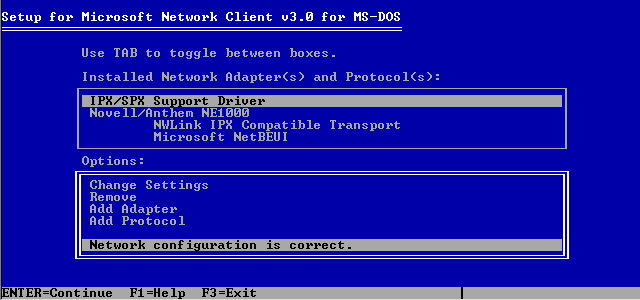 Setup for Microsoft Network Client v3.0 for MS-DOS
Use TAB to toggle between boxes.
Installed Network Adapter(s) and Protocol(s):
IPX/SPX Support Driver
Novell/Anthem NE1000
NWLink IPX Compatible Transport
Microsoft NetBEUI
Options:
Change Settings
Remove
Add Adapter
Add Protocol
Network configuration is correct.
ENTER=Continue F1=Help F3=Exit